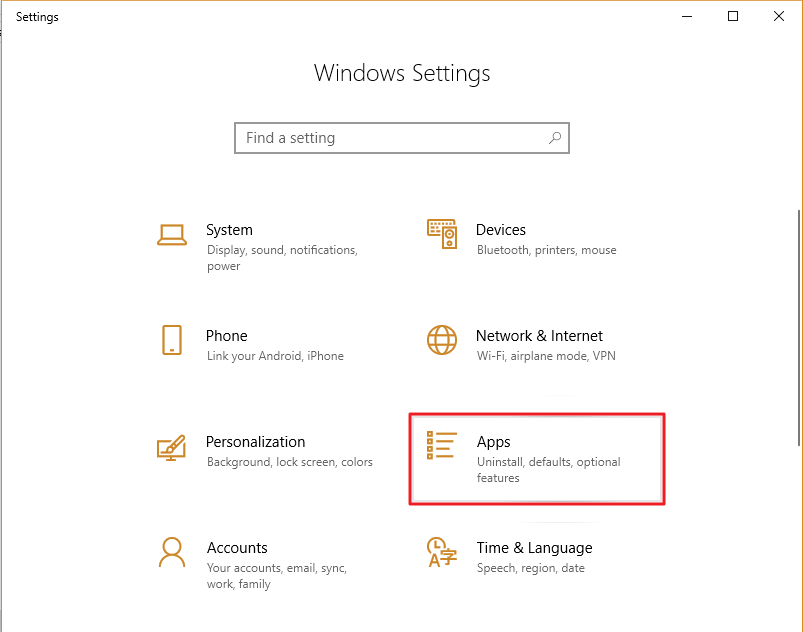 Settings
Windows Settings
Find a setting
System
Display, sound, notifications,
power
Devices
Bluetooth, printers, mouse
Phone
Link your Android, iPhone
Network & Internet
Wi-Fi, airplane mode, VPN
Personalization
Background, lock screen, colors
Apps
Uninstall, defaults, optional
features
Accounts
Your accounts, email, sync,
work, family
Time & Language
Speech, region, date